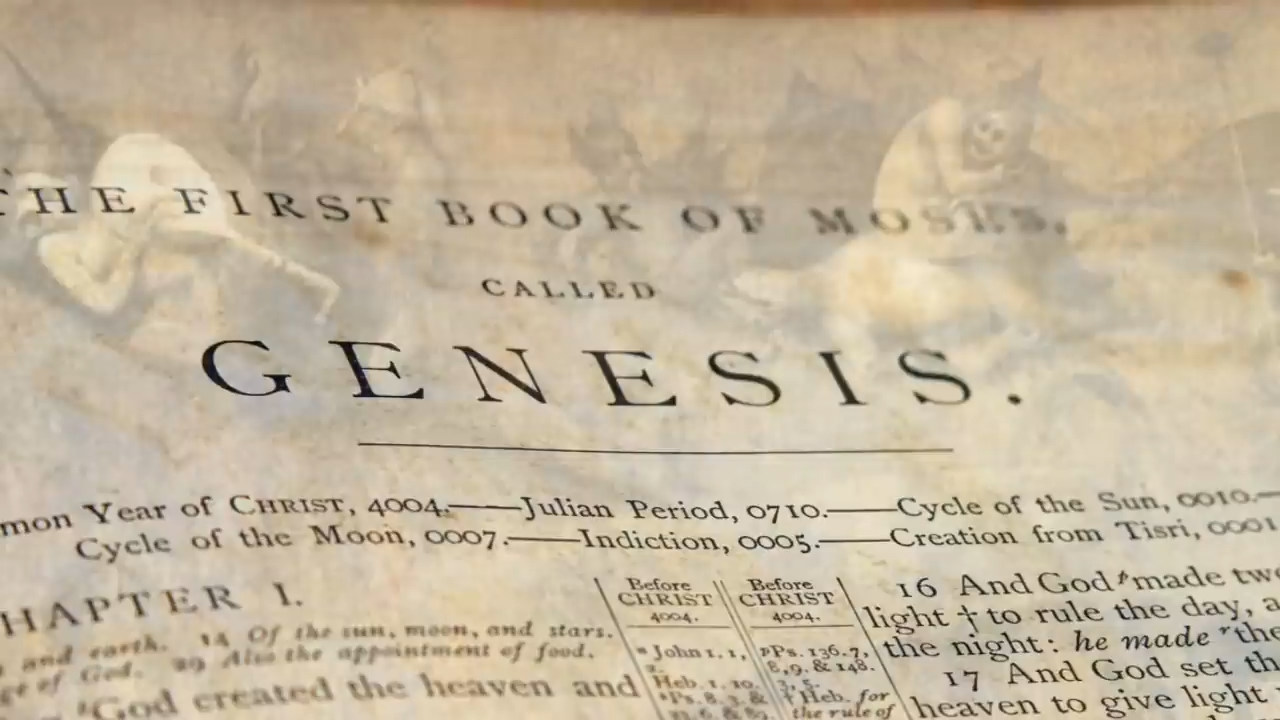 THE FIRST BOOK OF MOSES,
CALLED
GENESIS.
mon Year of CHRIST, 4004.——Julian Period, 0710.——Cycle of the Sun, 0010.—
Cycle of the Moon, 0007.——Indiction, 0005.——Creation from Tisri, 0001
HAPTER I.
and earth. 14 Of the sun, moon, and stars.
of God. 29 Also the appointment of food.
God created the heaven and
Before
CHRIST
4004.
* John 1. 1,
2.
Heb. 1. 10.
Before
CHRIST
4004.
Ps. 136. 7,
8, 9. & 148.
3, 5.
† Heb. for
the rule of
16 And God made two
light † to rule the day, a
the night: he made the
17 And God set th
heaven to give light